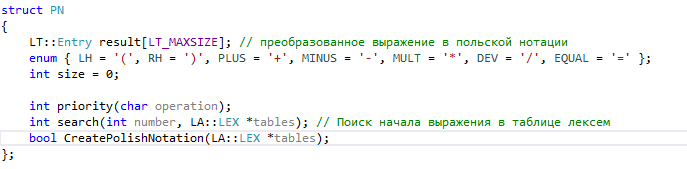 struct PN
{
LT::Entry result[LT_MAXSIZE]; // преобразованное выражение в польской нотации
enum { LH = '(', RH = ')', PLUS = '+', MINUS = '-', MULT = '*', DEV = '/', EQUAL = '=' };
int size = 0;
int priority(char operation);
int search(int number, LA::LEX *tables); // Поиск начала выражения в таблице лексем
bool CreatePolishNotation(LA::LEX *tables);
};